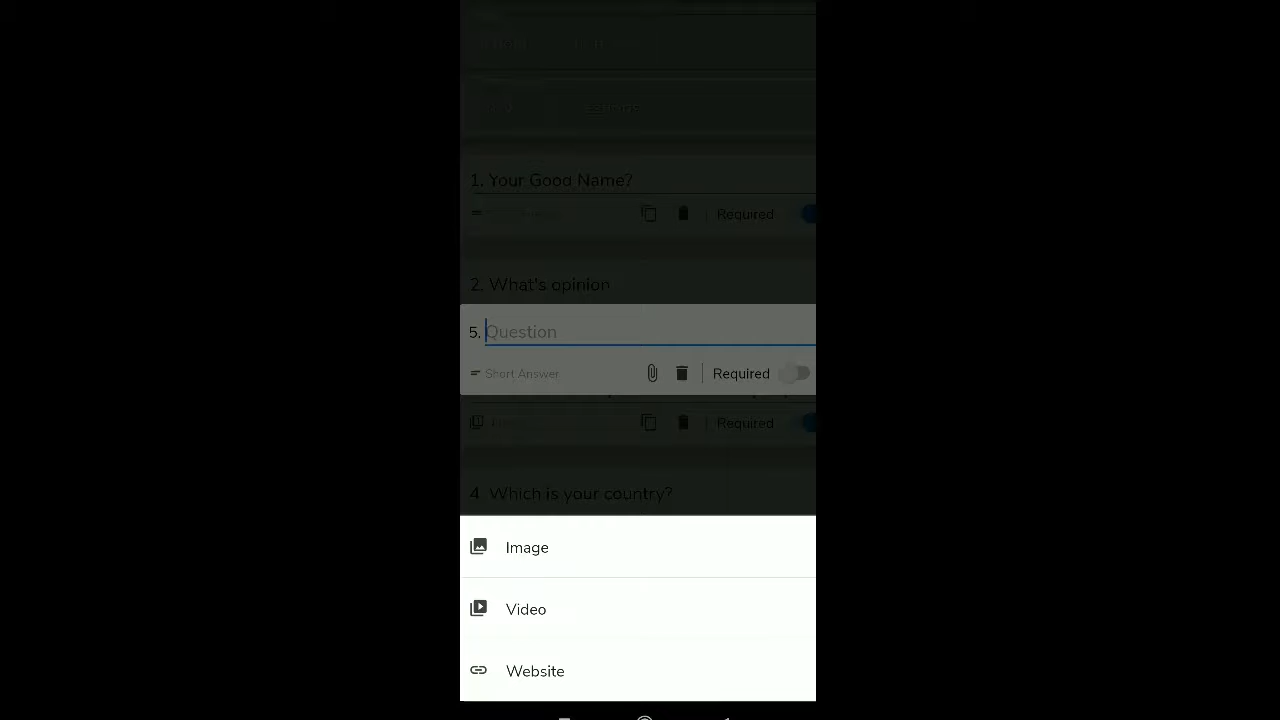 1. Your Good Name?
Required
2. What's opinion
5. Question
Short Answer
Required
Required
4. Which is your country?
Image
Video
Website